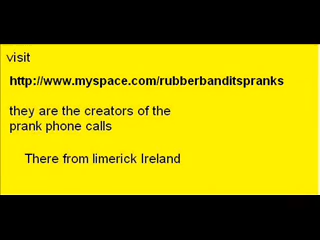 visit
http://www.myspace.com/rubberbanditspranks
they are the creators of the
prank phone calls
There from limerick Ireland